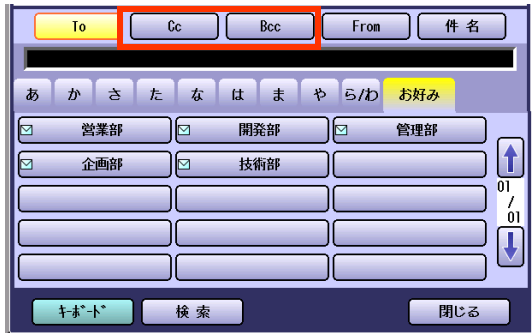 To Cc Bcc From 件名
あ か さ た な は ま や ら/わ お好み
営業部 開発部 管理部
企画部 技術部
01
/
01
ｷｰﾎﾞｰﾄﾞ 検索 閉じる